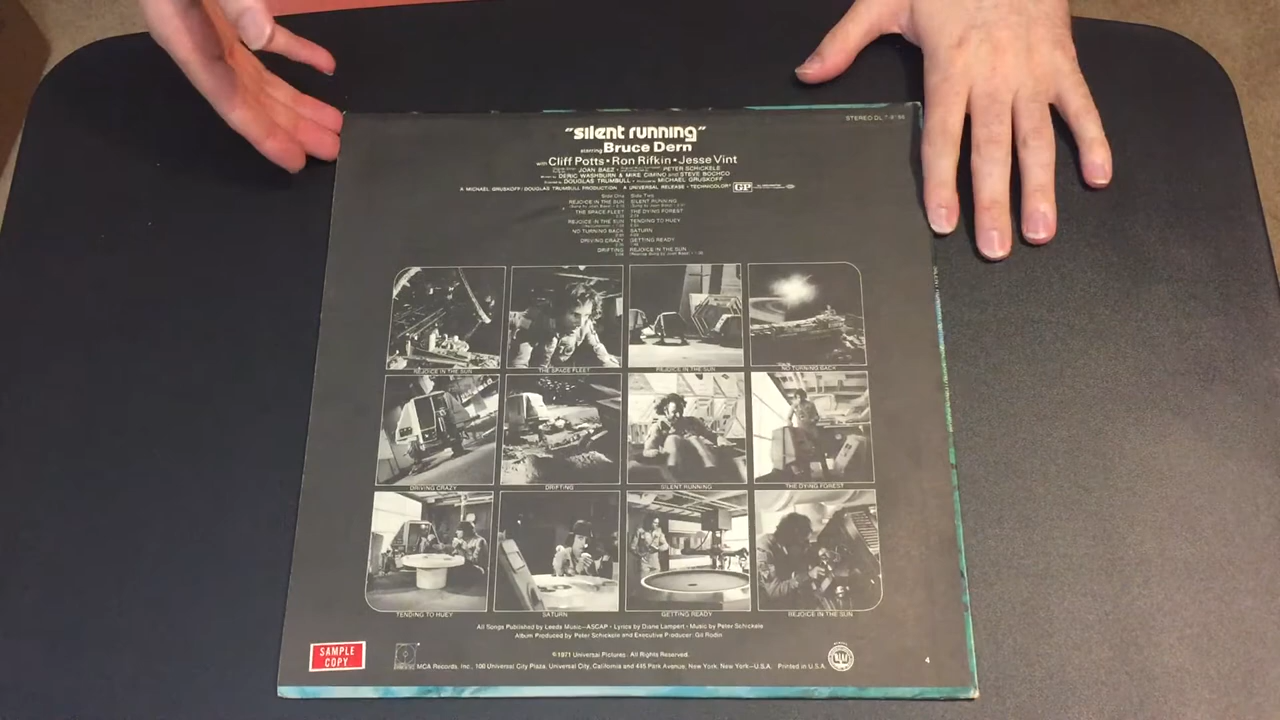 STEREO DL
"silent running"
starring Bruce Dern
with Cliff Potts • Ron Rifkin • Jesse Vint
JOAN BAEZ PETER SCHICKELE
DERIC WASHBURN & MIKE CIMINO and STEVE BOCHCO
DOUGLAS TRUMBULL MICHAEL GRUSKOFF
A MICHAEL GRUSKOFF/DOUGLAS TRUMBULL PRODUCTION A UNIVERSAL RELEASE • TECHNICOLOR® GP
Side One Side Two
REJOICE IN THE SUN SILENT RUNNING
THE SPACE FLEET THE DYING FOREST
REJOICE IN THE SUN TENDING TO HUEY
NO TURNING BACK SATURN
DRIVING CRAZY GETTING READY
DRIFTING REJOICE IN THE SUN
REJOICE IN THE SUN THE SPACE FLEET REJOICE IN THE SUN NO TURNING BACK
DRIVING CRAZY DRIFTING SILENT RUNNING THE DYING FOREST
TENDING TO HUEY SATURN GETTING READY REJOICE IN THE SUN
All Songs Published by Leeds Music—ASCAP • Lyrics by Diane Lampert • Music by Peter Schickele
Album Produced by Peter Schickele and Executive Producer: Gil Rodin
©1971 Universal Pictures. All Rights Reserved.
SAMPLE
COPY
MCA Records, Inc., 100 Universal City Plaza, Universal City, California and 445 Park Avenue, New York, New York—U.S.A. Printed in U.S.A.
4